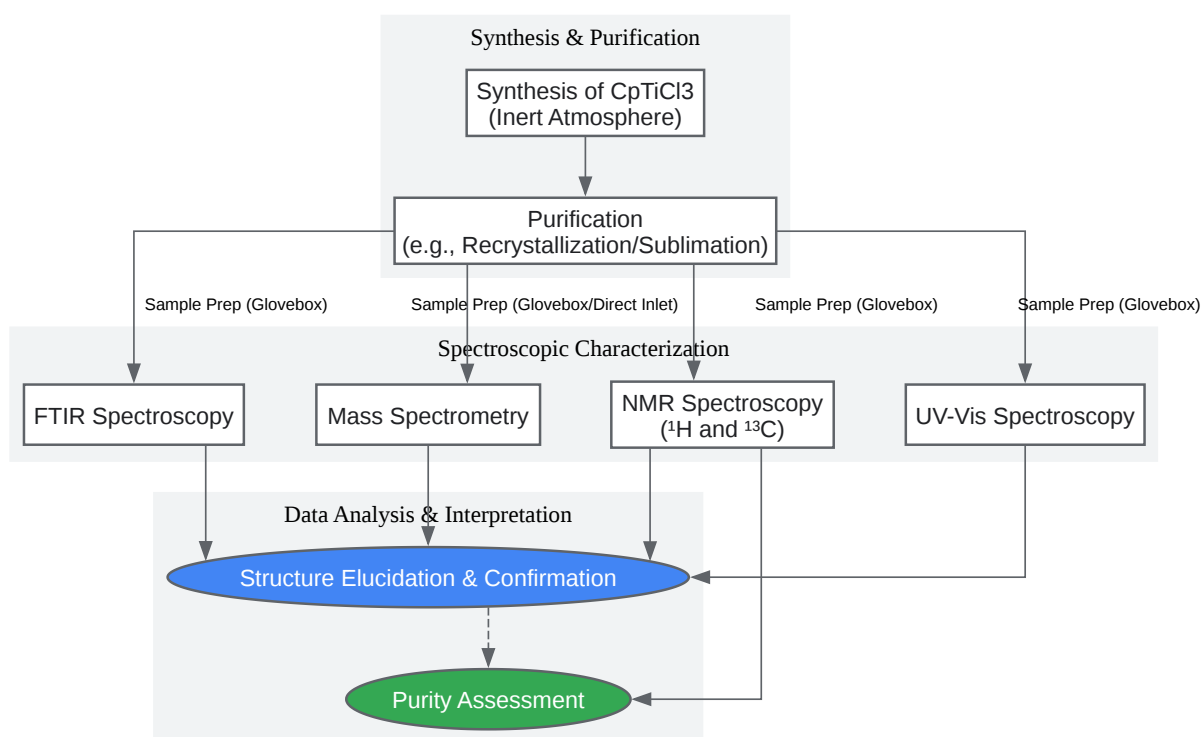 Synthesis & Purification
Synthesis of CpTiCl3
(Inert Atmosphere)
Purification
(e.g., Recrystallization/Sublimation)
Sample Prep (Glovebox)
Sample Prep (Glovebox/Direct Inlet)
Sample Prep (Glovebox)
Sample Prep (Glovebox)
Spectroscopic Characterization
FTIR Spectroscopy
Mass Spectrometry
NMR Spectroscopy
(¹H and ¹³C)
UV-Vis Spectroscopy
Data Analysis & Interpretation
Structure Elucidation & Confirmation
Purity Assessment